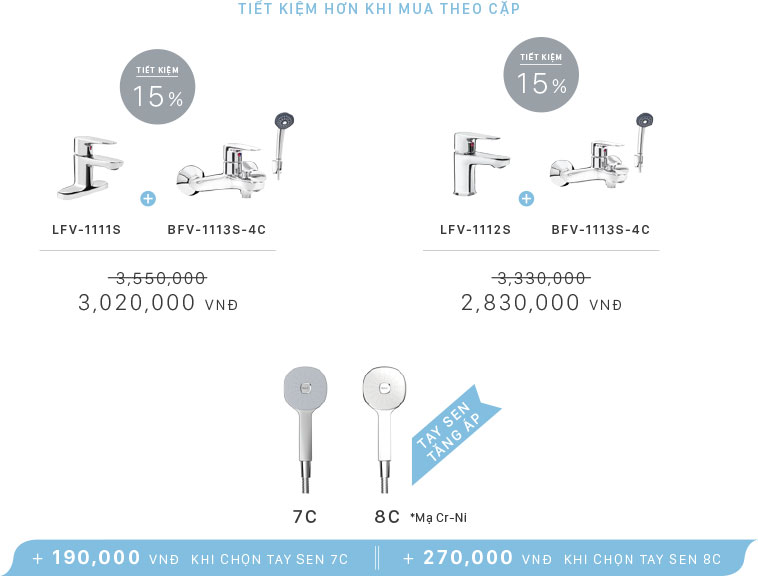 TIẾT KIỆM HƠN KHI MUA THEO CẶP
TIẾT KIỆM
15%
TIẾT KIỆM
15%
+
+
LFV-1111S
BFV-1113S-4C
LFV-1112S
BFV-1113S-4C
3,550,000
3,020,000 VNĐ
3,330,000
2,830,000 VNĐ
TAY SEN
TĂNG ÁP
7C
8C *Mạ Cr-Ni
+ 190,000 VNĐ KHI CHỌN TAY SEN 7C
+ 270,000 VNĐ KHI CHỌN TAY SEN 8C